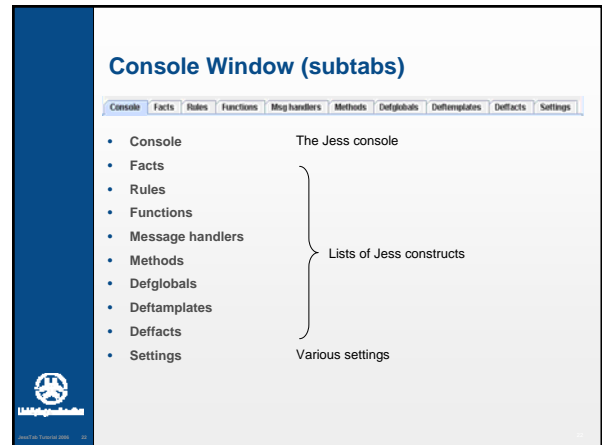 Console Window (subtabs)
Console Facts Rules Functions Msg handlers Methods Defglobals Deftemplates Deffacts Settings
• Console The Jess console
• Facts
• Rules
• Functions
• Message handlers
• Methods Lists of Jess constructs
• Defglobals
• Deftamplates
• Deffacts
• Settings Various settings
JessTab Tutorial 2006 22